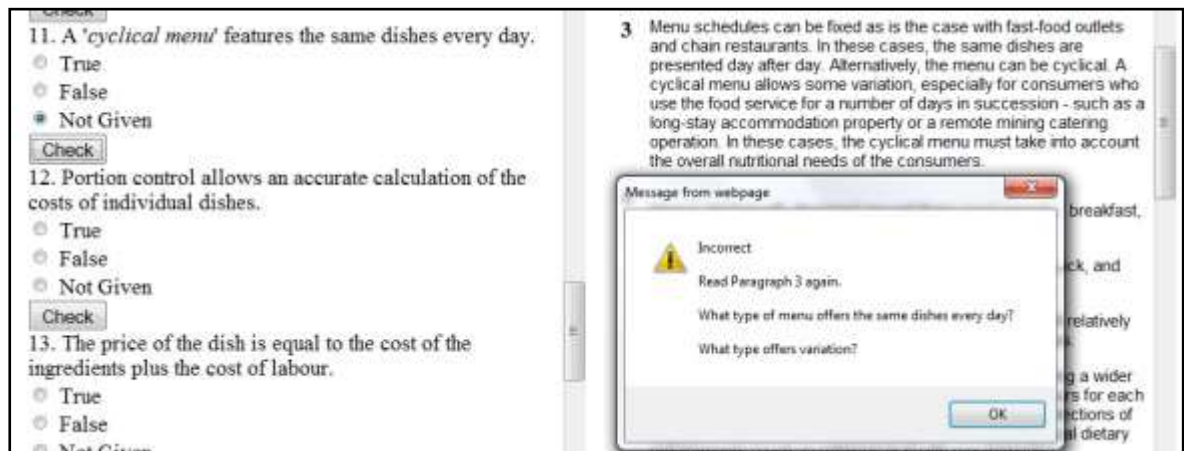 Check
11. A 'cyclical menu' features the same dishes every day.
True
False
Not Given
Check
12. Portion control allows an accurate calculation of the
costs of individual dishes.
True
False
Not Given
Check
13. The price of the dish is equal to the cost of the
ingredients plus the cost of labour.
True
False
Not Given
3 Menu schedules can be fixed as is the case with fast-food outlets
and chain restaurants. In these cases, the same dishes are
presented day after day. Alternatively, the menu can be cyclical. A
cyclical menu allows some variation, especially for consumers who
use the food service for a number of days in succession - such as a
long-stay accommodation property or a remote mining catering
operation. In these cases, the cyclical menu must take into account
the overall nutritional needs of the consumers.
Message from webpage
Incorrect
Read Paragraph 3 again.
What type of menu offers the same dishes every day?
What type offers variation?
OK
breakfast,
and
relatively
a wider
for each
of
dietary